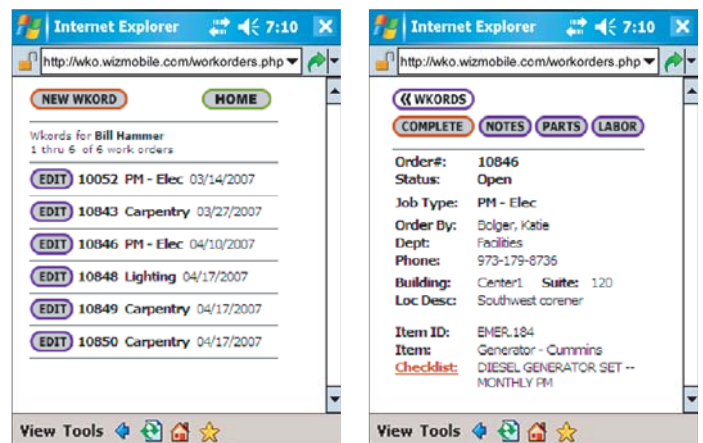 Internet Explorer 7:10
http://wko.wizmobile.com/workorders.php
NEW WKORD HOME
Wkords for Bill Hammer
1 thru 6 of 6 work orders
EDIT 10052 PM - Elec 03/14/2007
EDIT 10843 Carpentry 03/27/2007
EDIT 10846 PM - Elec 04/10/2007
EDIT 10848 Lighting 04/17/2007
EDIT 10849 Carpentry 04/17/2007
EDIT 10850 Carpentry 04/17/2007
View Tools
Internet Explorer 7:10
http://wko.wizmobile.com/workorders.php
WKORDS
COMPLETE NOTES PARTS LABOR
Order#: 10846
Status: Open
Job Type: PM - Elec
Order By: Bolger, Katie
Dept: Facilities
Phone: 973-179-8736
Building: Center1 Suite: 120
Loc Desc: Southwest corener
Item ID: EMER.184
Item: Generator - Cummins
Checklist: DIESEL GENERATOR SET --
MONTHLY PM
View Tools